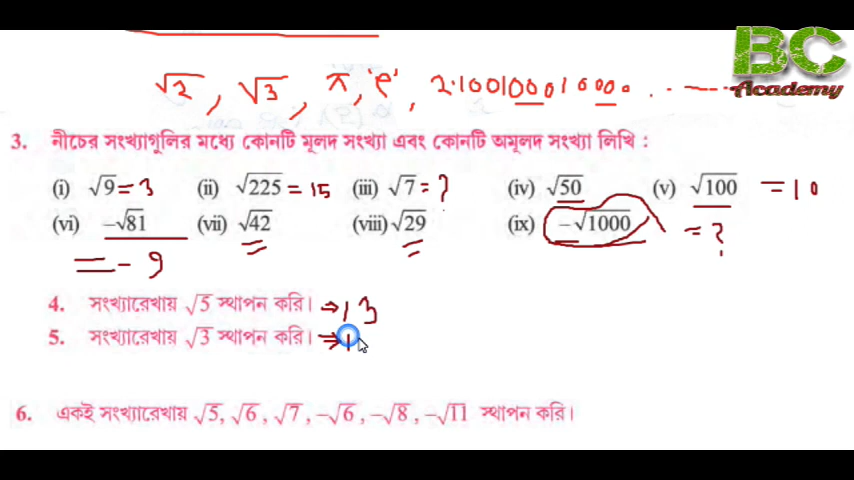 BC
Academy
√2, √3, π, 'e', 2.100100010000.....
3. নীচের সংখ্যাগুলির মধ্যে কোনটি মূলদ সংখ্যা এবং কোনটি অমূলদ সংখ্যা লিখি :
(i) √9 = 3 (ii) √225 = 15 (iii) √7 = ? (iv) √50 (v) √100 = 10
(vi) -√81 (vii) √42 (viii) √29 (ix) -√1000 = ?
= - 9
4. সংখ্যারেখায় √5 স্থাপন করি। ⇒ 13
5. সংখ্যারেখায় √3 স্থাপন করি। ⇒ 1
6. একই সংখ্যারেখায় √5, √6, √7, -√6, -√8, -√11 স্থাপন করি।